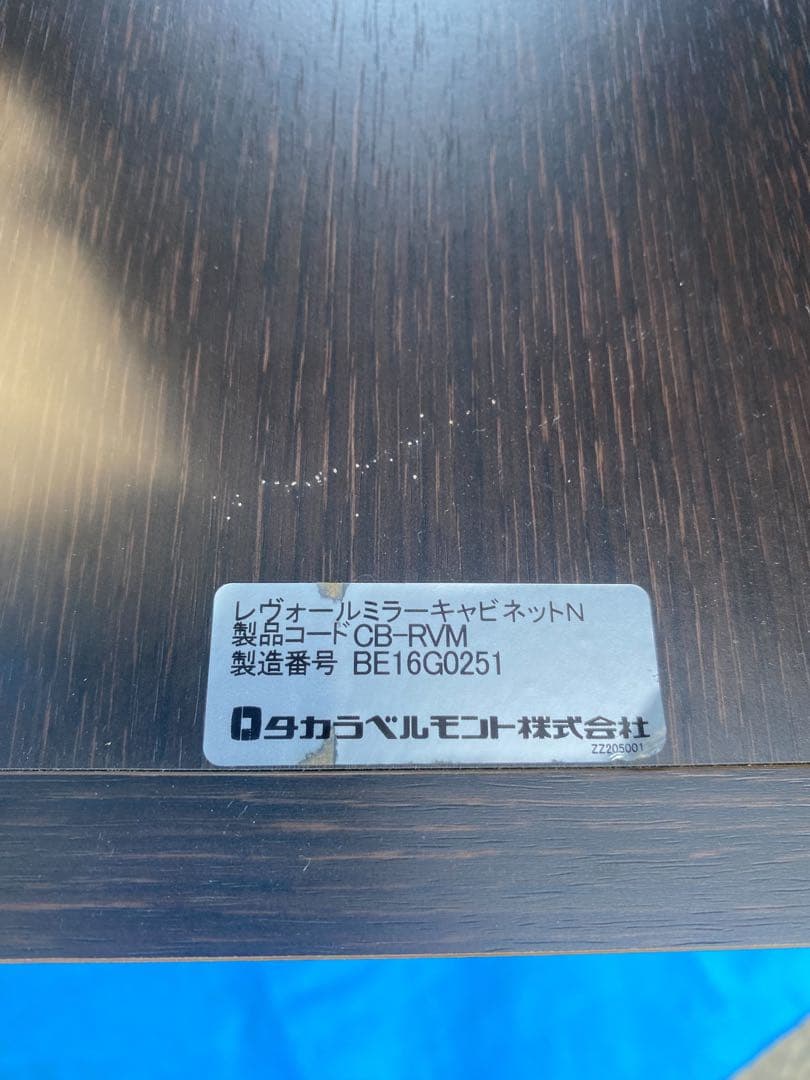 レヴォールミラーキャビネットN
製品コードCB-RVM
製造番号 BE16G0251
タカラベルモント株式会社
ZZ205001